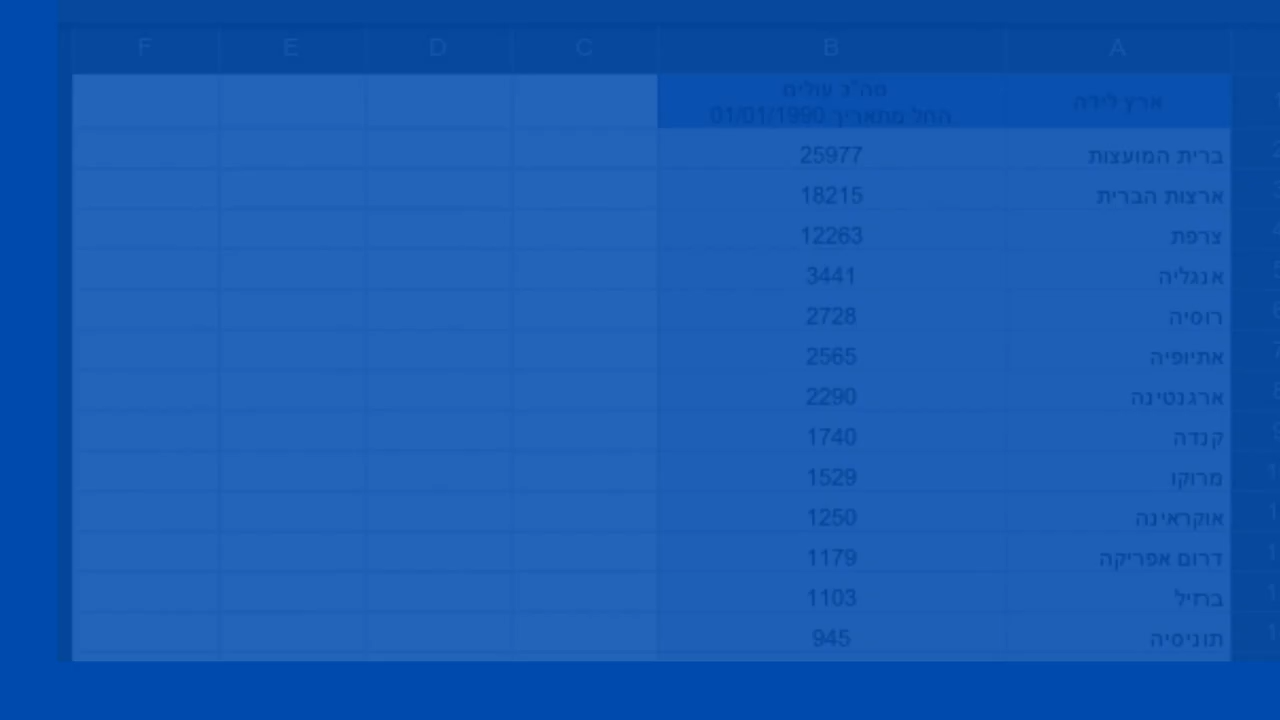 A B C D E F
ארץ לידה סה"כ עולים
החל מתאריך 01/01/1990
ברית המועצות 25977
ארצות הברית 18215
צרפת 12263
אנגליה 3441
רוסיה 2728
אתיופיה 2565
ארגנטינה 2290
קנדה 1740
מרוקו 1529
אוקראינה 1250
דרום אפריקה 1179
ברזיל 1103
תוניסיה 945